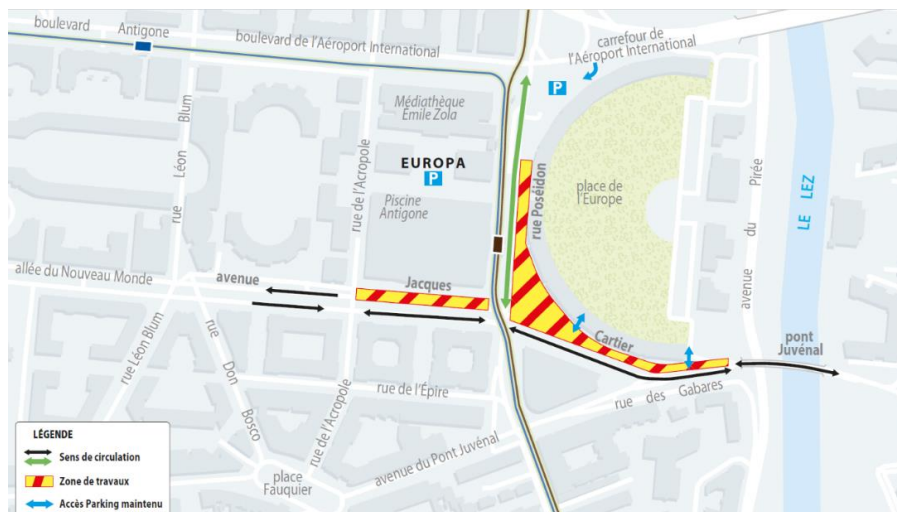 boulevard
Antigone
boulevard de l'Aéroport International
carrefour de
l'Aéroport International
P
Médiathèque
Émile Zola
EUROPA
P
Piscine
Antigone
rue Léon Blum
rue de l'Acropole
rue Poséidon
place de
l'Europe
avenue du Pirée
LE LEZ
allée du Nouveau Monde
avenue
Jacques
Cartier
pont
Juvénal
rue Léon Blum
rue Don Bosco
rue de l'Acropole
rue de l'Épire
rue des Gabares
avenue du Pont Juvénal
place
Fauquier
LÉGENDE
Sens de circulation
Zone de travaux
Accès Parking maintenu